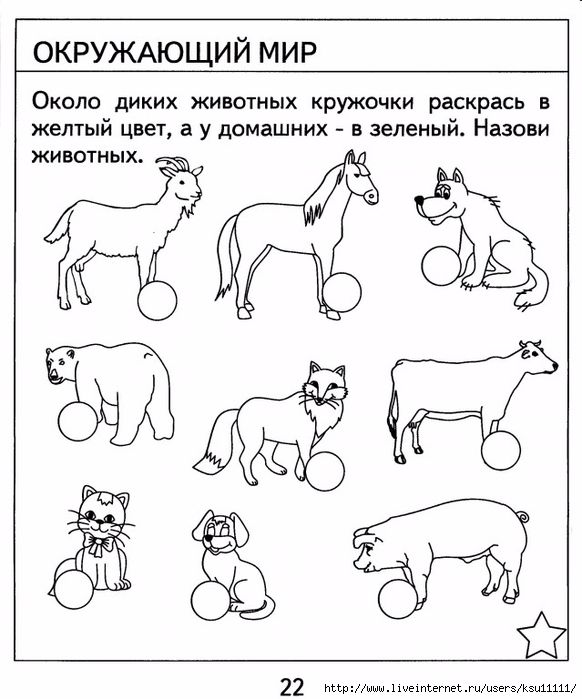 ОКРУЖАЮЩИЙ МИР
Около диких животных кружочки раскрась в
желтый цвет, а у домашних - в зеленый. Назови
животных.
22
http://www.liveinternet.ru/users/ksu11111/